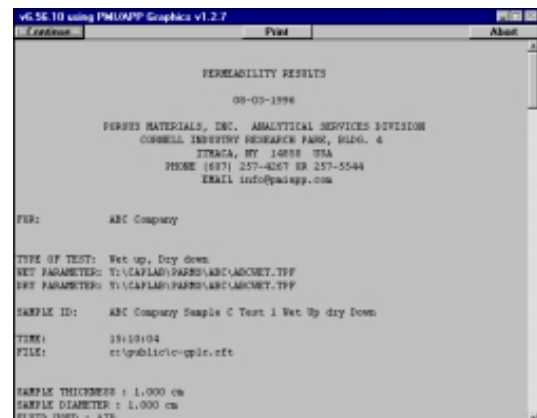 v6.56.10 using PMI/APP Graphics v1.2.7
Continue Print Abort
PERMEABILITY RESULTS
08-03-1996
POROUS MATERIALS, INC. ANALYTICAL SERVICES DIVISION
CORNELL INDUSTRY RESEARCH PARK, BLDG. 4
ITHACA, NY 14850 USA
PHONE (607) 257-4267 OR 257-5544
EMAIL info@pmiapp.com
FOR: ABC Company
TYPE OF TEST: Wet up, Dry down
WET PARAMETER: Y:\CAPLAB\PARMS\ABC\ABCWET.TPF
DRY PARAMETER: Y:\CAPLAB\PARMS\ABC\ABCWET.TPF
SAMPLE ID: ABC Company Sample C Test 1 Wet Up dry Down
TIME: 15:10:04
FILE:
SAMPLE THICKNESS : 1.000 cm
SAMPLE DIAMETER : 1.000 cm
FLUID USED : AIR